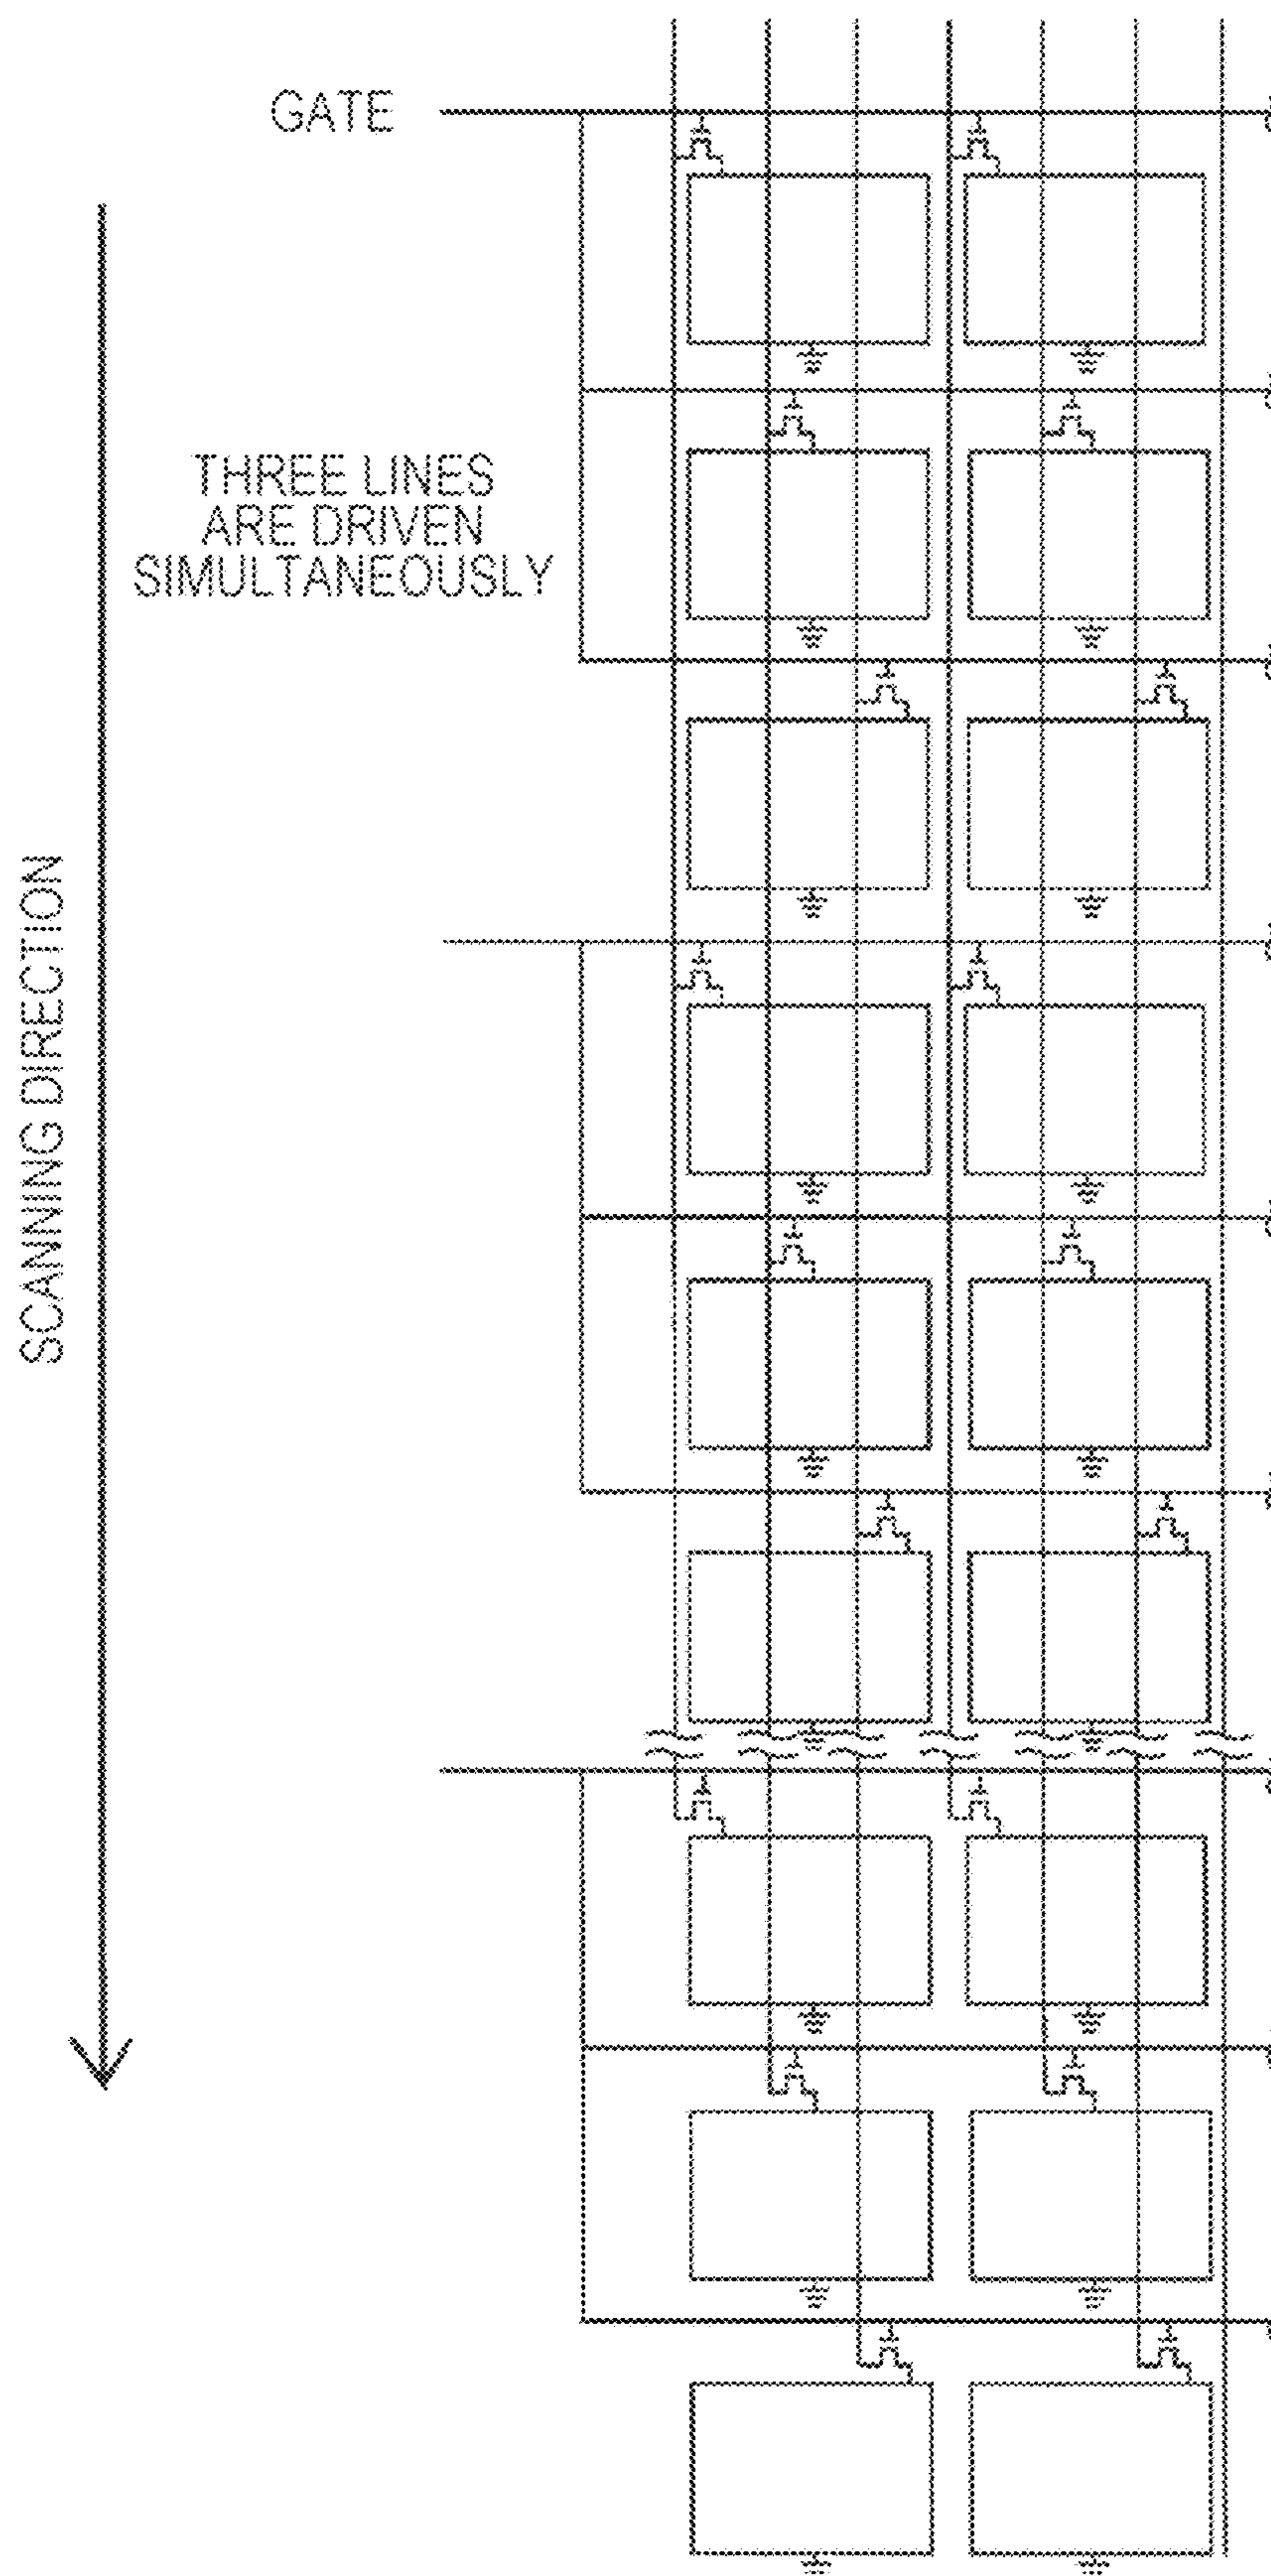 GATE
THREE LINES
ARE DRIVEN
SIMULTANEOUSLY
SCANNING DIRECTION